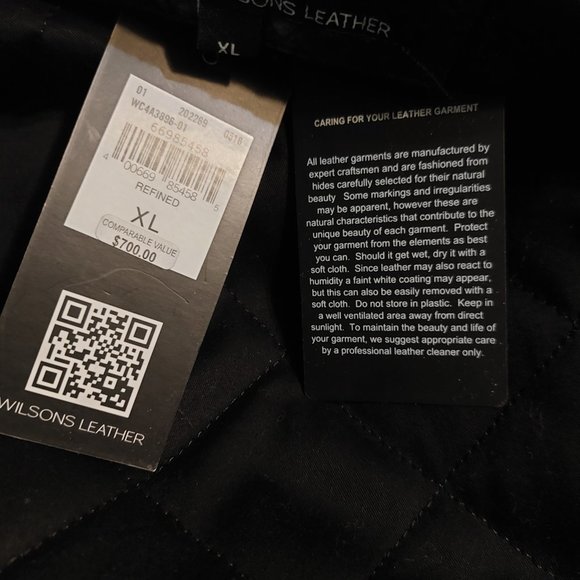 WILSONS LEATHER
XL
01 202289 0518
WC4A3896-01
66985458
4 00669 85458 5
REFINED
XL
COMPARABLE VALUE
$700.00
WILSONS LEATHER
CARING FOR YOUR LEATHER GARMENT
All leather garments are manufactured by
expert craftsmen and are fashioned from
hides carefully selected for their natural
beauty Some markings and irregularities
may be apparent, however these are
natural characteristics that contribute to the
unique beauty of each garment. Protect
your garment from the elements as best
you can. Should it get wet, dry it with a
soft cloth. Since leather may also react to
humidity a faint white coating may appear,
but this can also be easily removed with a
soft cloth. Do not store in plastic. Keep in
a well ventilated area away from direct
sunlight. To maintain the beauty and life of
your garment, we suggest appropriate care
by a professional leather cleaner only.